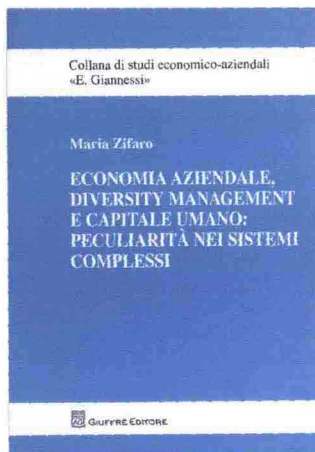 Collana di studi economico-aziendali
«E. Giannessi»
Maria Zifaro
ECONOMIA AZIENDALE,
DIVERSITY MANAGEMENT
E CAPITALE UMANO:
PECULIARITÀ NEI SISTEMI
COMPLESSI
GIUFFRÈ EDITORE